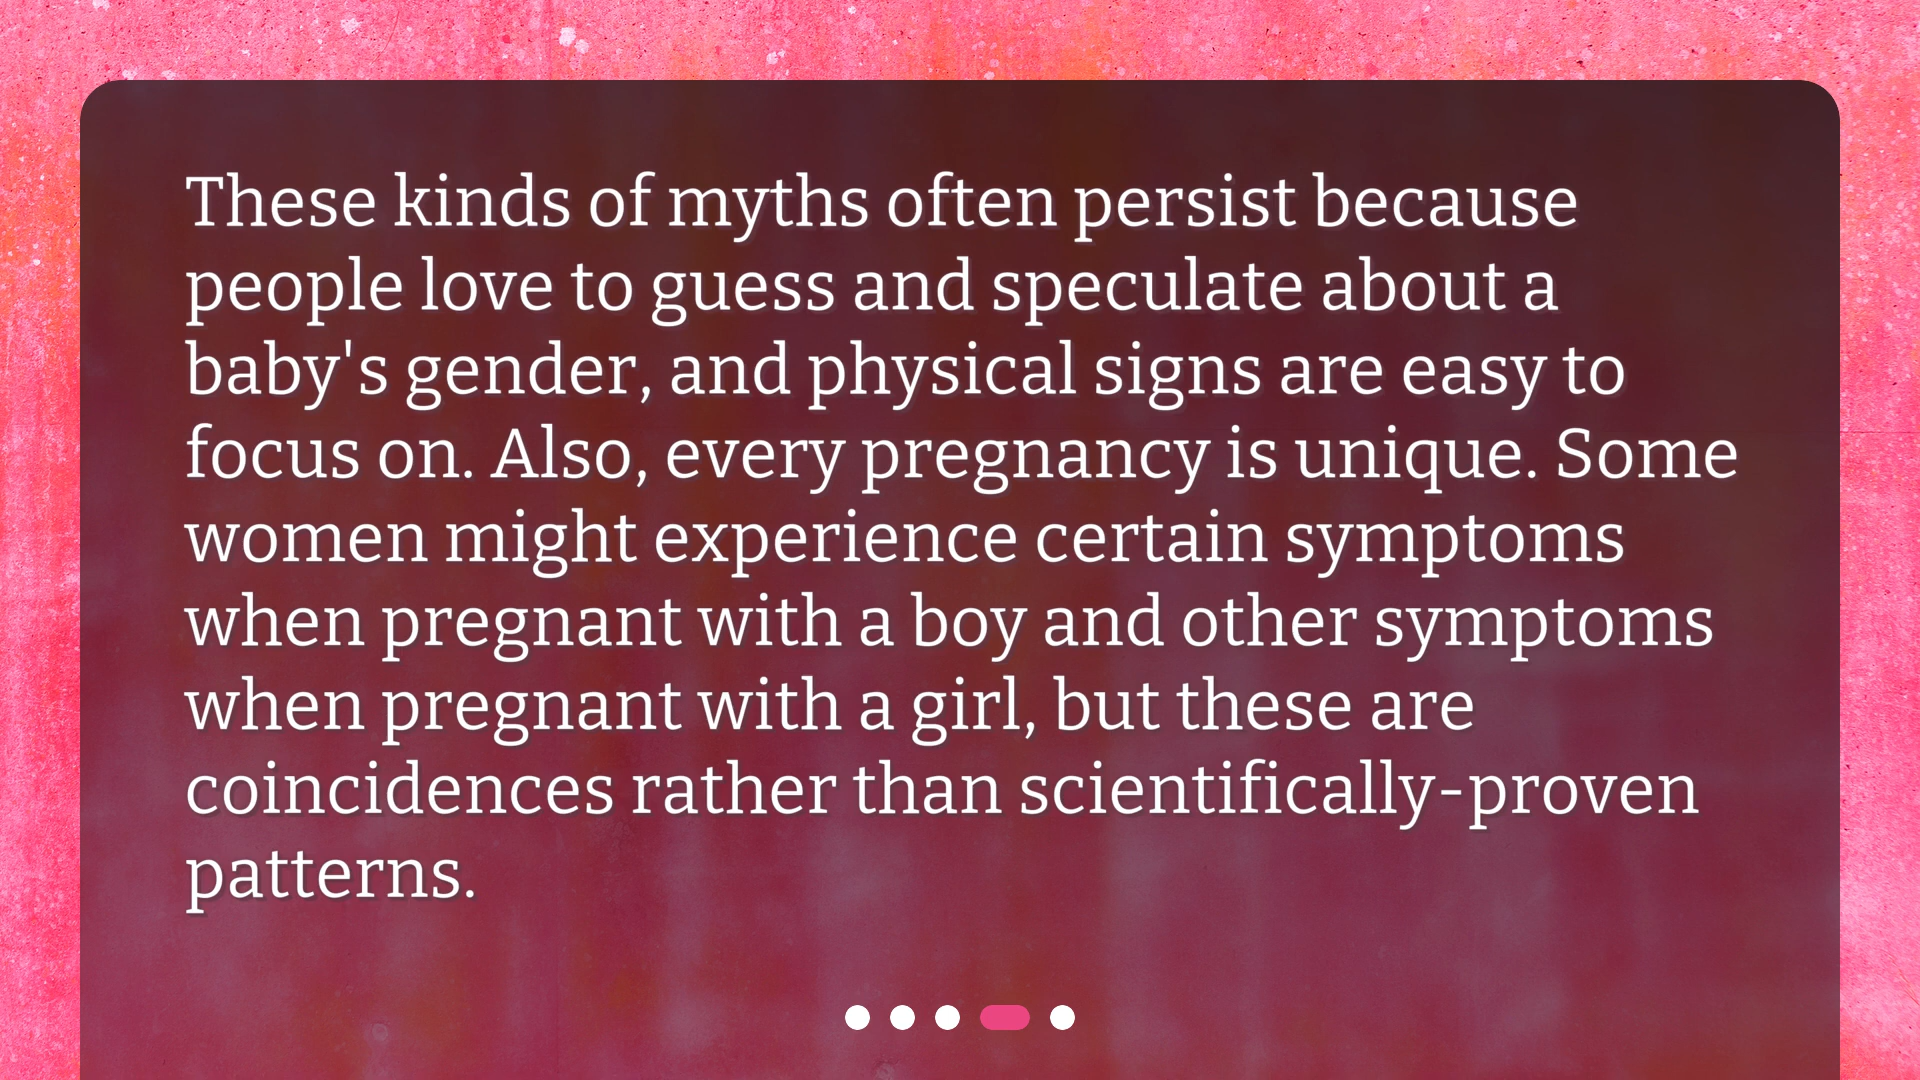 These kinds of myths often persist because
people love to guess and speculate about a
baby's gender, and physical signs are easy to
focus on. Also, every pregnancy is unique. Some
women might experience certain symptoms
when pregnant with a boy and other symptoms
when pregnant with a girl, but these are
coincidences rather than scientifically-proven
patterns.